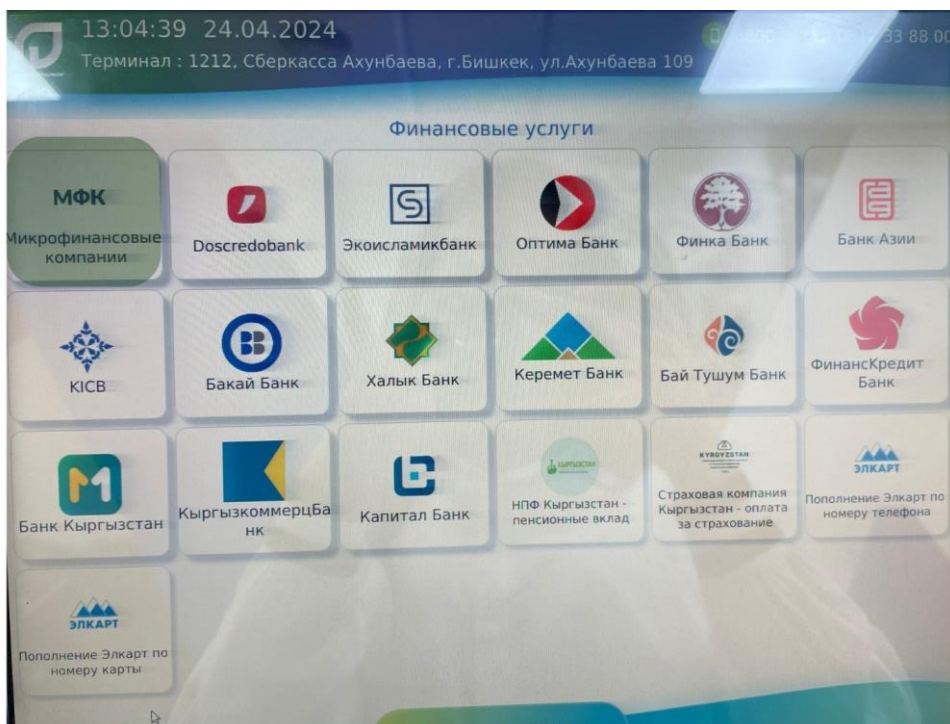 13:04:39 24.04.2024
Терминал : 1212, Сберкасса Ахунбаева, г.Бишкек, ул.Ахунбаева 109
33 88 00
Финансовые услуги
МФК
Микрофинансовые
компании
Doscredobank
Экоисламикбанк
Оптима Банк
Финка Банк
Банк Азии
KICB
Бакай Банк
Халык Банк
Керемет Банк
Бай Тушум Банк
ФинансКредит
Банк
Банк Кыргызстан
КыргызкоммерцБа
нк
Капитал Банк
НПФ Кыргызстан -
пенсионные вклад
KYRGYZSTAN
Страховая компания
Кыргызстан - оплата
за страхование
ЭЛКАРТ
Пополнение Элкарт по
номеру телефона
ЭЛКАРТ
Пополнение Элкарт по
номеру карты